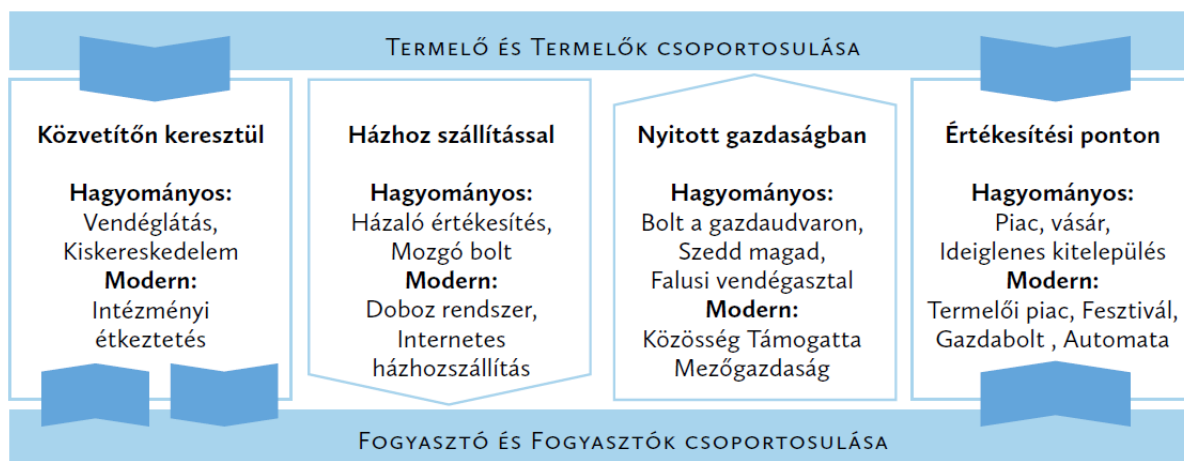 Termelő és Termelők csoportosulása
Közvetítőn keresztül
Hagyományos:
Vendéglátás,
Kiskereskedelem
Modern:
Intézményi
étkeztetés
Házhoz szállítással
Hagyományos:
Házaló értékesítés,
Mozgó bolt
Modern:
Doboz rendszer,
Internetes
házhozszállítás
Nyitott gazdaságban
Hagyományos:
Bolt a gazdaudvaron,
Szedd magad,
Falusi vendégasztal
Modern:
Közösség Támogatta
Mezőgazdaság
Értékesítési ponton
Hagyományos:
Piac, vásár,
Ideiglenes kitelepülés
Modern:
Termelői piac, Fesztivál,
Gazdabolt , Automata
Fogyasztó és Fogyasztók csoportosulása